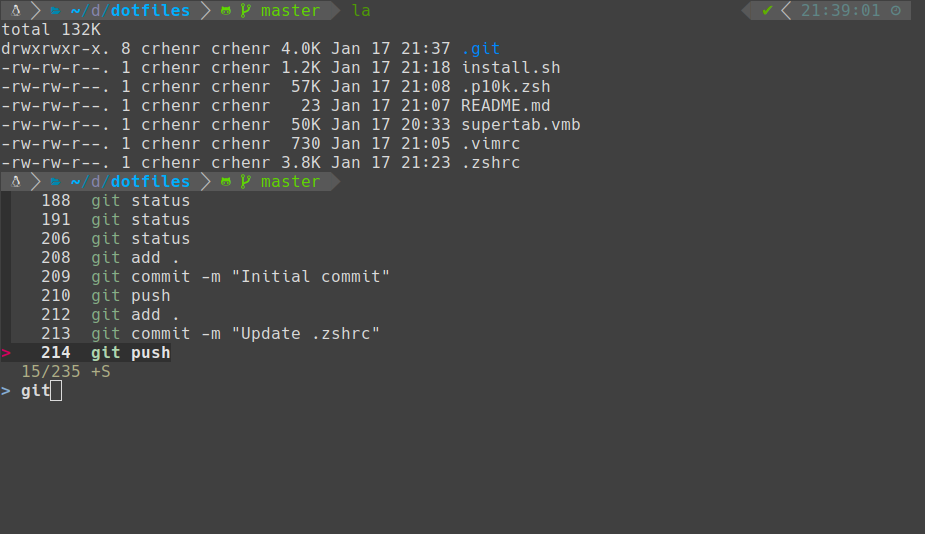 ~/d/dotfiles master la 21:39:01
total 132K
drwxrwxr-x. 8 crhenr crhenr 4.0K Jan 17 21:37 .git
-rw-rw-r--. 1 crhenr crhenr 1.2K Jan 17 21:18 install.sh
-rw-rw-r--. 1 crhenr crhenr  57K Jan 17 21:08 .p10k.zsh
-rw-rw-r--. 1 crhenr crhenr   23 Jan 17 21:07 README.md
-rw-rw-r--. 1 crhenr crhenr  50K Jan 17 20:33 supertab.vmb
-rw-rw-r--. 1 crhenr crhenr  730 Jan 17 21:05 .vimrc
-rw-rw-r--. 1 crhenr crhenr 3.8K Jan 17 21:23 .zshrc
~/d/dotfiles master
188 git status
191 git status
206 git status
208 git add .
209 git commit -m "Initial commit"
210 git push
212 git add .
213 git commit -m "Update .zshrc"
> 214 git push
15/235 +S
> git